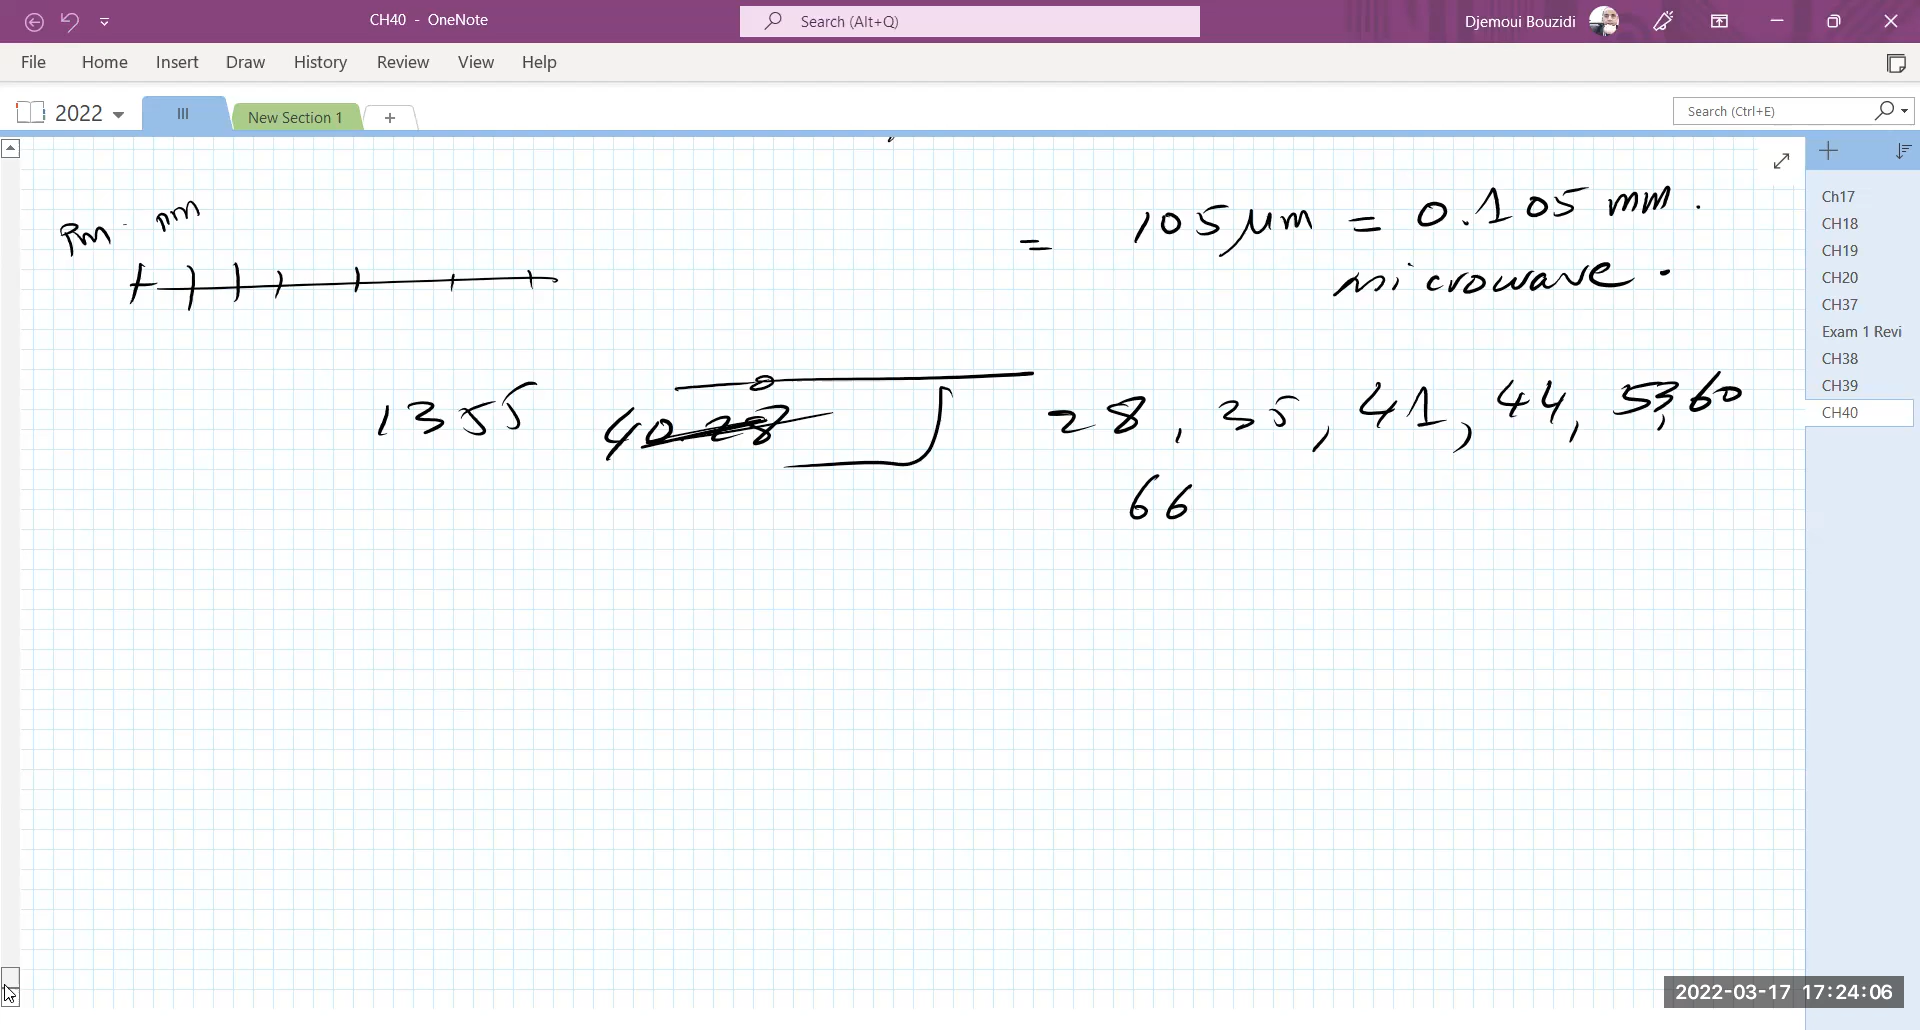 CH40 - OneNote
Search (Alt+Q)
Djemoui Bouzidi
File Home Insert Draw History Review View Help
2022
III
New Section 1
+
Search (Ctrl+E)
Pm. nm
= 105 μm = 0.105 mm.
microwave.
1355 28, 35, 41, 44, 53, 60
66
Ch17
CH18
CH19
CH20
CH37
Exam 1 Revi
CH38
CH39
CH40
2022-03-17 17:24:06